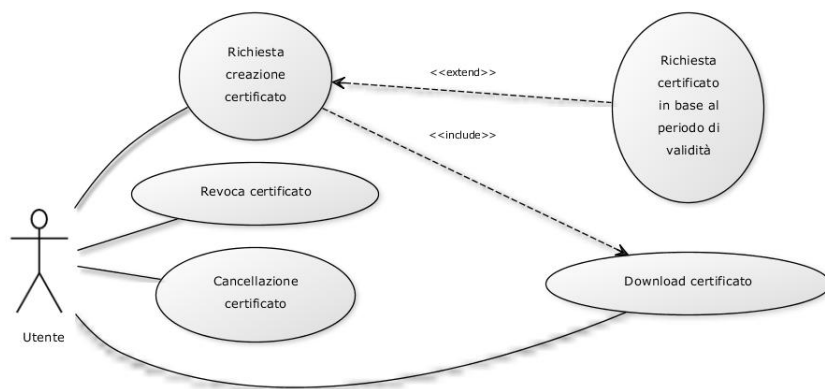 Richiesta
creazione
certificato
<<extend>>
Richiesta
certificato
in base al
periodo di
validità
<<include>>
Revoca certificato
Cancellazione
certificato
Download certificato
Utente